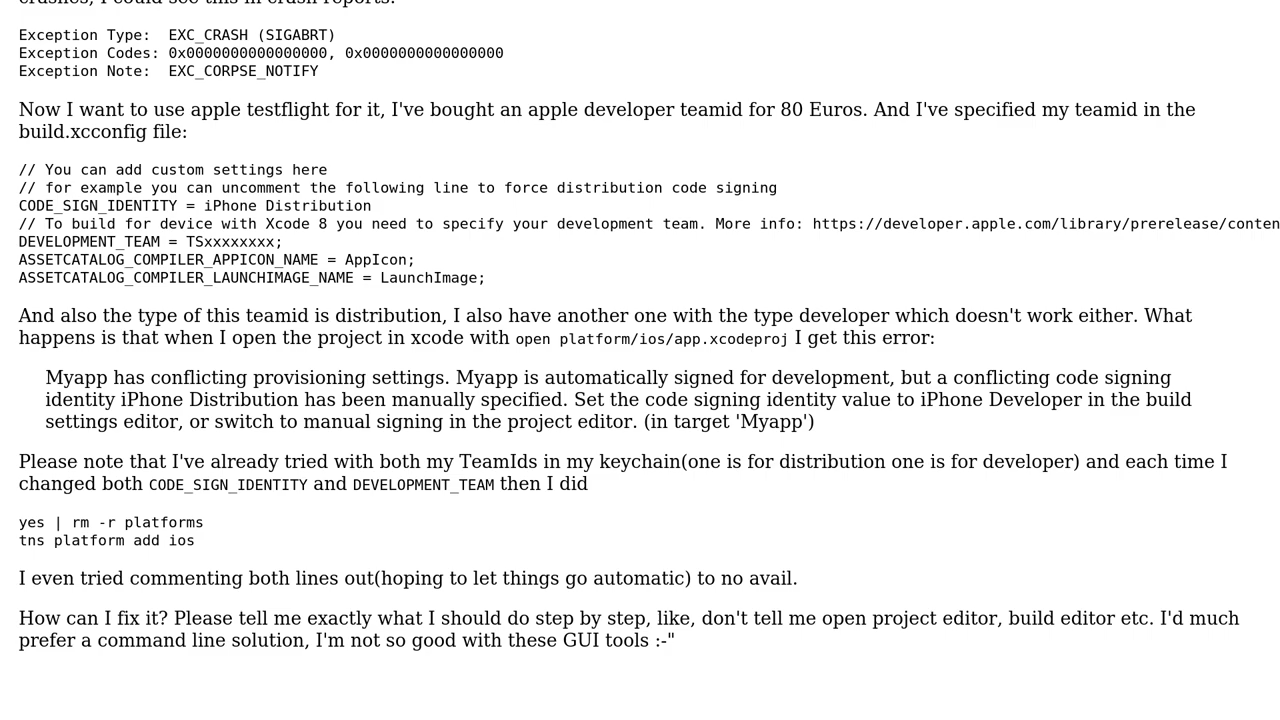 crashes, I could see this in crash reports:
Exception Type:  EXC_CRASH (SIGABRT)
Exception Codes: 0x0000000000000000, 0x0000000000000000
Exception Note:  EXC_CORPSE_NOTIFY
Now I want to use apple testflight for it, I've bought an apple developer teamid for 80 Euros. And I've specified my teamid in the
build.xcconfig file:
// You can add custom settings here
// for example you can uncomment the following line to force distribution code signing
CODE_SIGN_IDENTITY = iPhone Distribution
// To build for device with Xcode 8 you need to specify your development team. More info: https://developer.apple.com/library/prerelease/conten
DEVELOPMENT_TEAM = TSxxxxxxxx;
ASSETCATALOG_COMPILER_APPICON_NAME = AppIcon;
ASSETCATALOG_COMPILER_LAUNCHIMAGE_NAME = LaunchImage;
And also the type of this teamid is distribution, I also have another one with the type developer which doesn't work either. What
happens is that when I open the project in xcode with open platform/ios/app.xcodeproj I get this error:
Myapp has conflicting provisioning settings. Myapp is automatically signed for development, but a conflicting code signing
identity iPhone Distribution has been manually specified. Set the code signing identity value to iPhone Developer in the build
settings editor, or switch to manual signing in the project editor. (in target 'Myapp')
Please note that I've already tried with both my TeamIds in my keychain(one is for distribution one is for developer) and each time I
changed both CODE_SIGN_IDENTITY and DEVELOPMENT_TEAM then I did
yes | rm -r platforms
tns platform add ios
I even tried commenting both lines out(hoping to let things go automatic) to no avail.
How can I fix it? Please tell me exactly what I should do step by step, like, don't tell me open project editor, build editor etc. I'd much
prefer a command line solution, I'm not so good with these GUI tools :-"